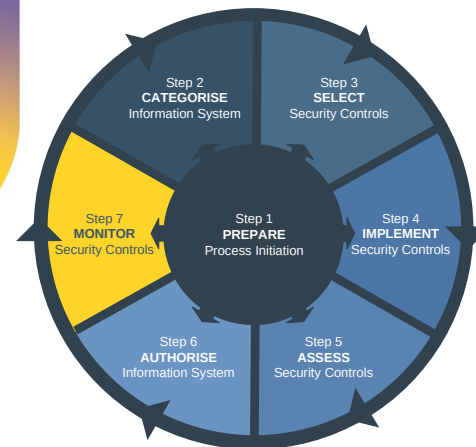 Step 1
PREPARE
Process Initiation
Step 2
CATEGORISE
Information System
Step 3
SELECT
Security Controls
Step 4
IMPLEMENT
Security Controls
Step 5
ASSESS
Security Controls
Step 6
AUTHORISE
Information System
Step 7
MONITOR
Security Controls